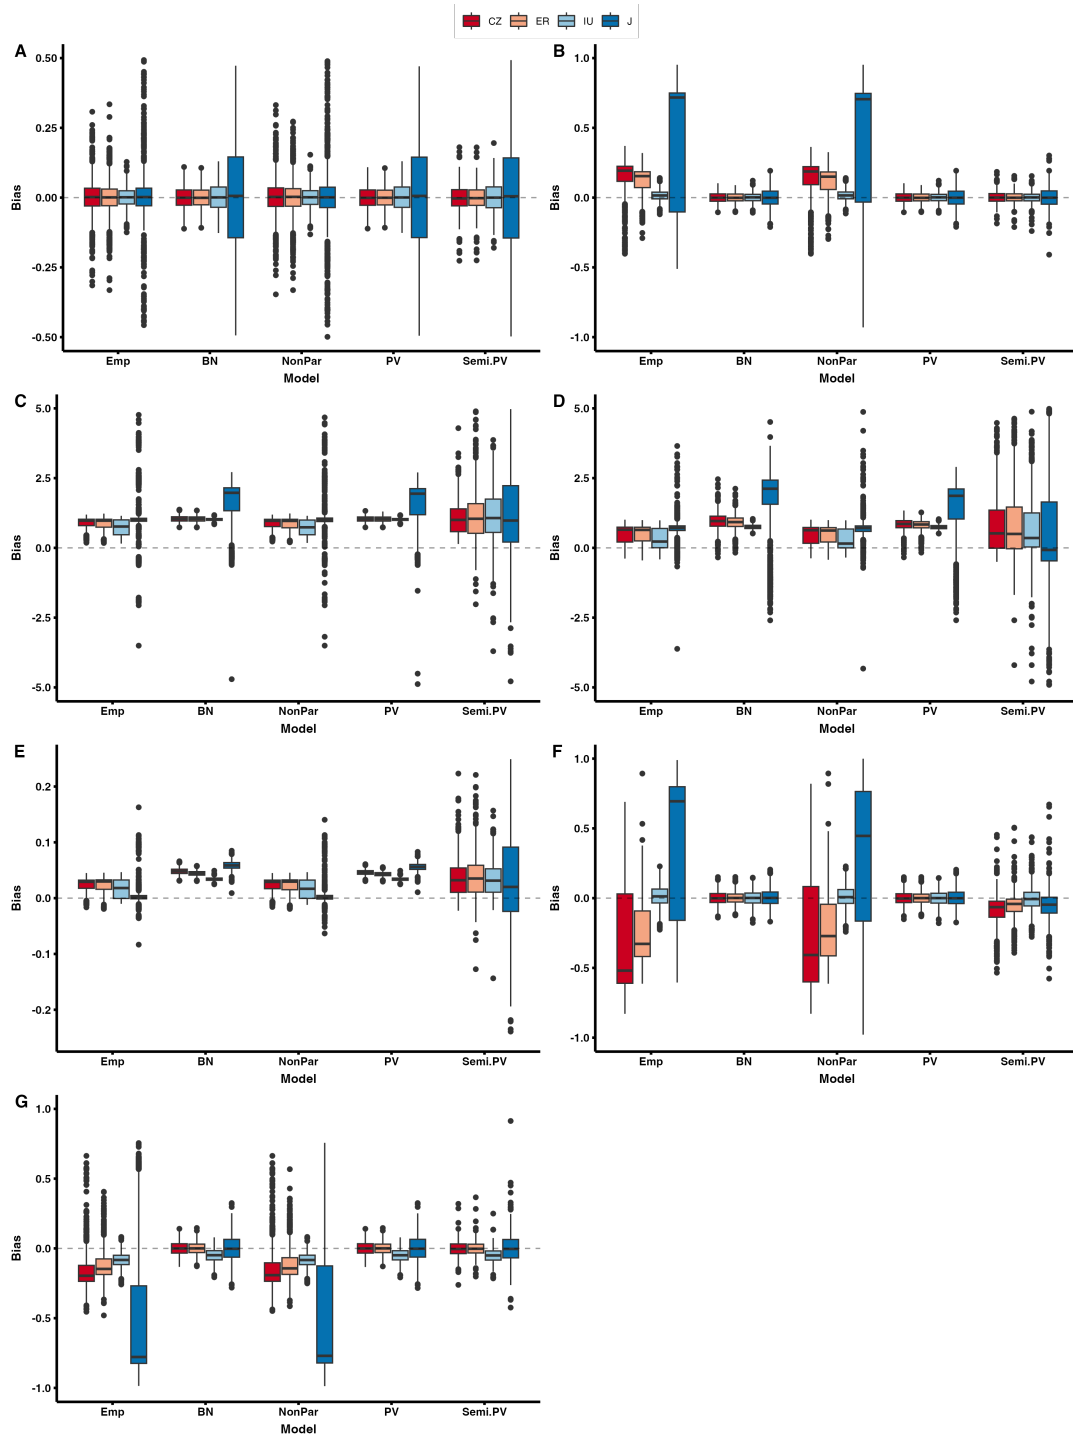 CZ ER IU J
A
0.50
0.25
0.00
-0.25
-0.50
Bias
Emp BN NonPar PV Semi.PV
Model
B
1.0
0.5
0.0
-0.5
-1.0
Bias
Emp BN NonPar PV Semi.PV
Model
C
5.0
2.5
0.0
-2.5
-5.0
Bias
Emp BN NonPar PV Semi.PV
Model
D
5.0
2.5
0.0
-2.5
-5.0
Bias
Emp BN NonPar PV Semi.PV
Model
E
0.2
0.1
0.0
-0.1
-0.2
Bias
Emp BN NonPar PV Semi.PV
Model
F
1.0
0.5
0.0
-0.5
-1.0
Bias
Emp BN NonPar PV Semi.PV
Model
G
1.0
0.5
0.0
-0.5
-1.0
Bias
Emp BN NonPar PV Semi.PV
Model